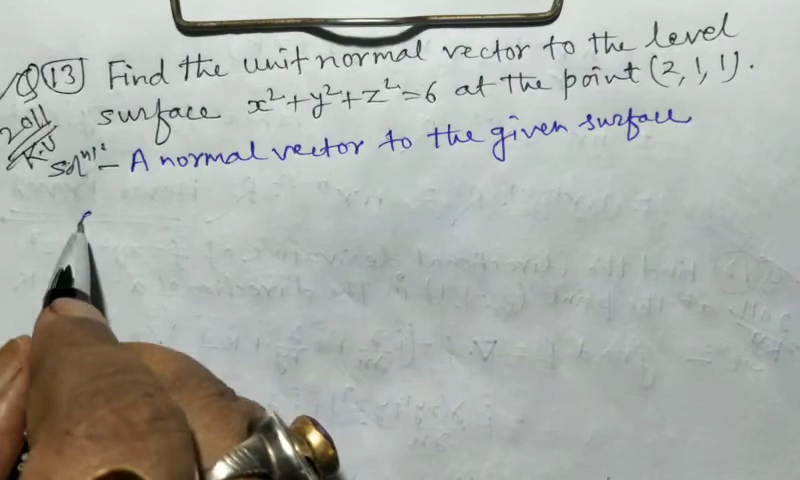 Q(13) Find the unit normal vector to the level
surface x²+y²+z²=6 at the point (2,1,1).
2011
K.U
Solⁿ:- A normal vector to the given surface